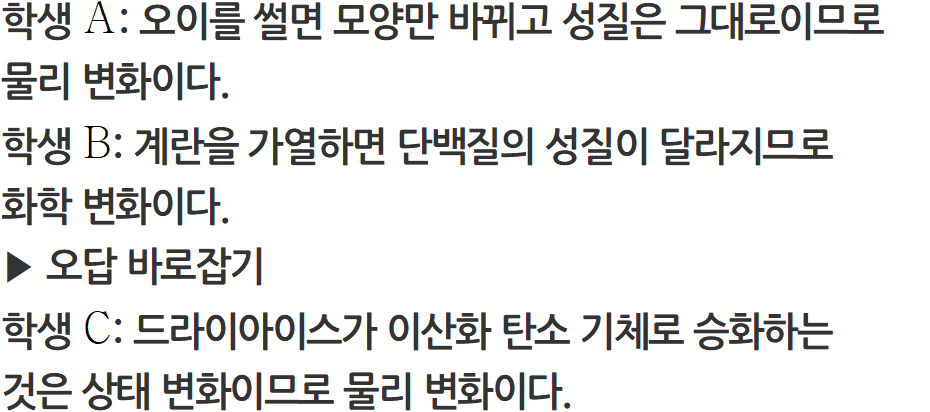 학생 A: 오이를 썰면 모양만 바뀌고 성질은 그대로이므로
물리 변화이다.
학생 B: 계란을 가열하면 단백질의 성질이 달라지므로
화학 변화이다.
▶ 오답 바로잡기
학생 C: 드라이아이스가 이산화 탄소 기체로 승화하는
것은 상태 변화이므로 물리 변화이다.